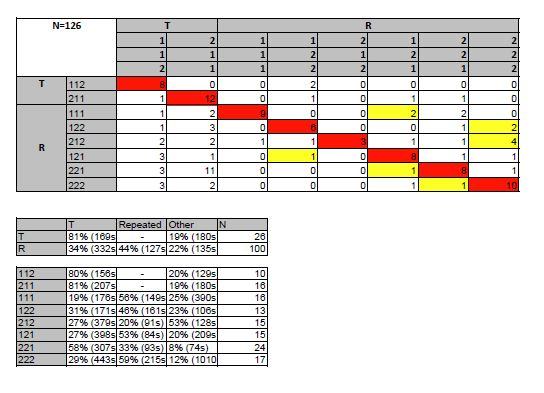 N=126 T R
1 2 1 1 2 1 2 2
1 1 1 2 1 2 2 2
2 1 1 2 2 1 1 2
T 112 8 0 0 2 0 0 0 0
211 1 12 0 1 0 1 1 0
111 1 2 9 0 0 2 2 0
122 1 3 0 6 0 0 1 2
R 212 2 2 1 1 3 1 1 4
121 3 1 0 1 0 8 1 1
221 3 11 0 0 0 1 8 1
222 3 2 0 0 0 1 1 10
T Repeated Other N
T 81% (169s - 19% (180s 26
R 34% (332s 44% (127s 22% (135s 100
112 80% (156s - 20% (129s 10
211 81% (207s - 19% (180s 16
111 19% (176s 56% (149s 25% (390s 16
122 31% (171s 46% (161s 23% (106s 13
212 27% (379s 20% (91s) 53% (128s 15
121 27% (398s 53% (84s) 20% (209s 15
221 58% (307s 33% (93s) 8% (74s) 24
222 29% (443s 59% (215s 12% (1010 17